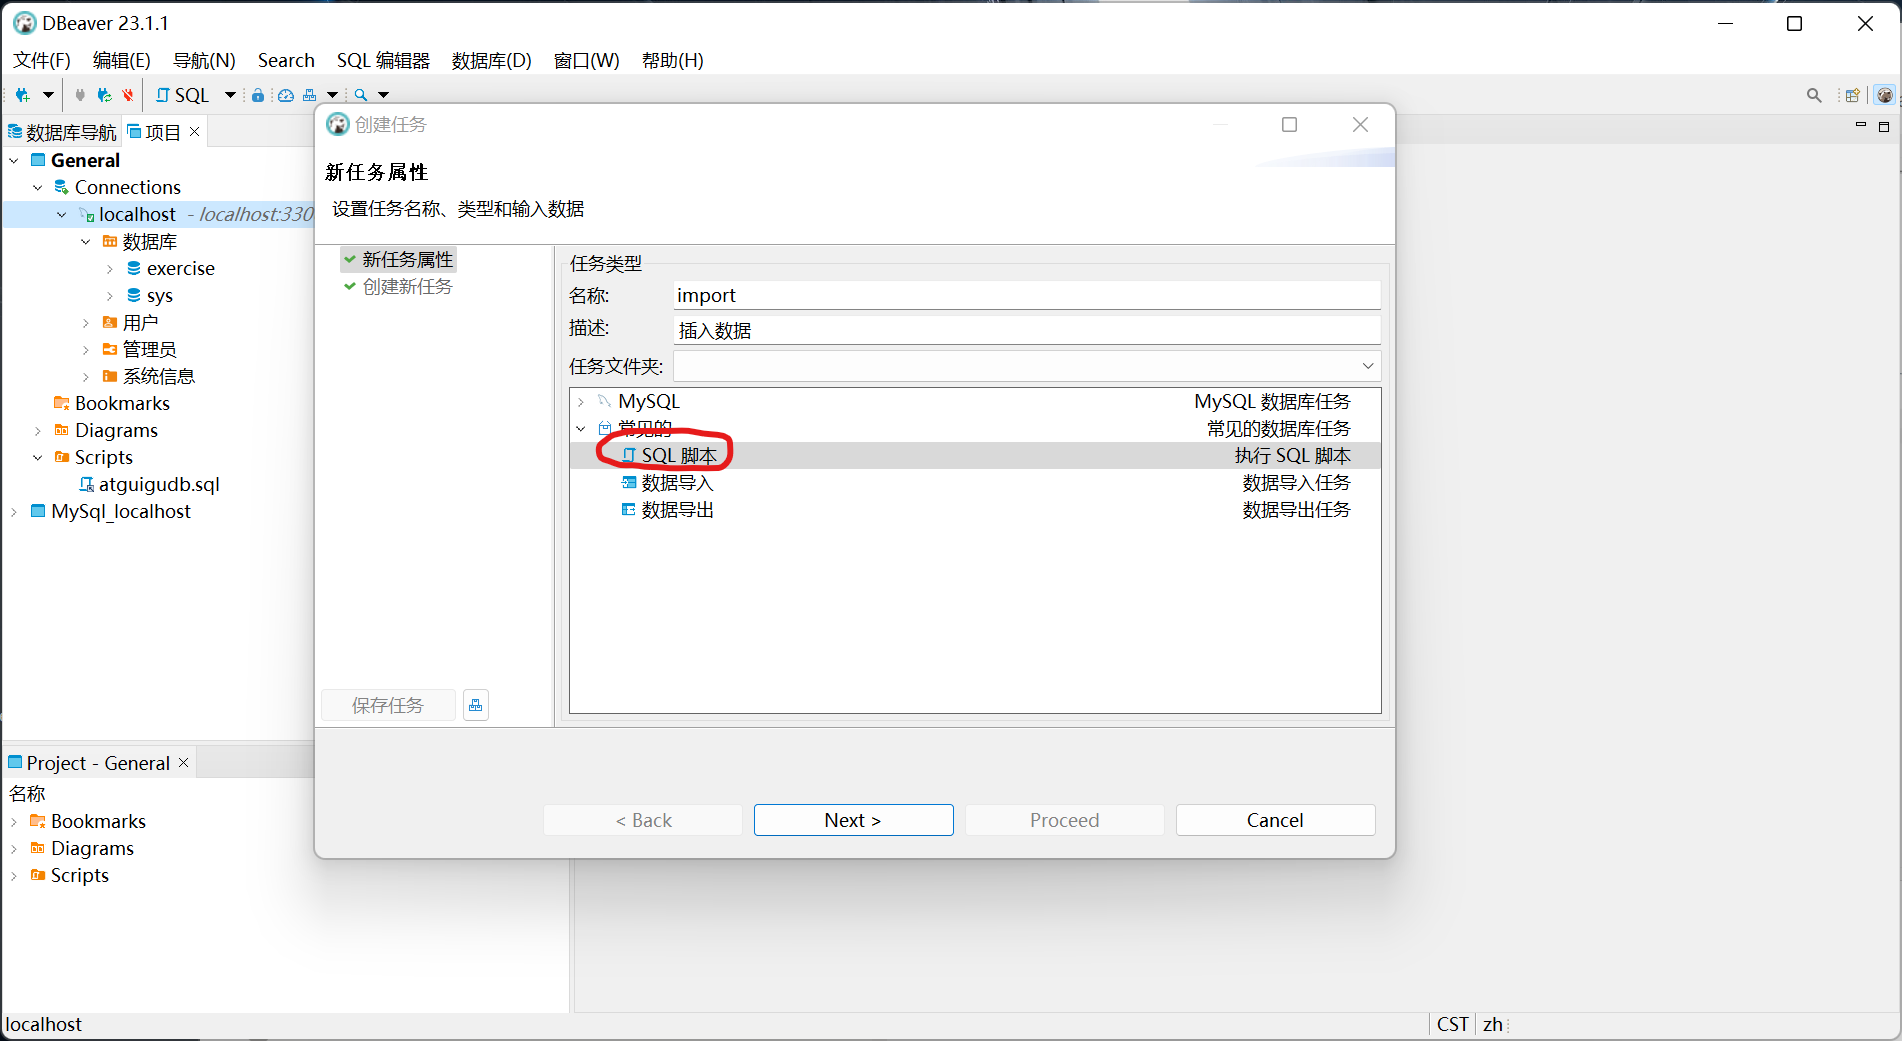 DBeaver 23.1.1
文件(F) 编辑(E) 导航(N) Search SQL 编辑器 数据库(D) 窗口(W) 帮助(H)
SQL
数据库导航 项目
General
Connections
localhost - localhost:330
数据库
exercise
sys
用户
管理员
系统信息
Bookmarks
Diagrams
Scripts
atguigudb.sql
MySql_localhost
Project - General
名称
Bookmarks
Diagrams
Scripts
创建任务
新任务属性
设置任务名称、类型和输入数据
新任务属性
创建新任务
保存任务
任务类型
名称: import
描述: 插入数据
任务文件夹:
MySQL MySQL 数据库任务
常见的 常见的数据库任务
SQL 脚本 执行 SQL 脚本
数据导入 数据导入任务
数据导出 数据导出任务
< Back Next > Proceed Cancel
localhost CST zh